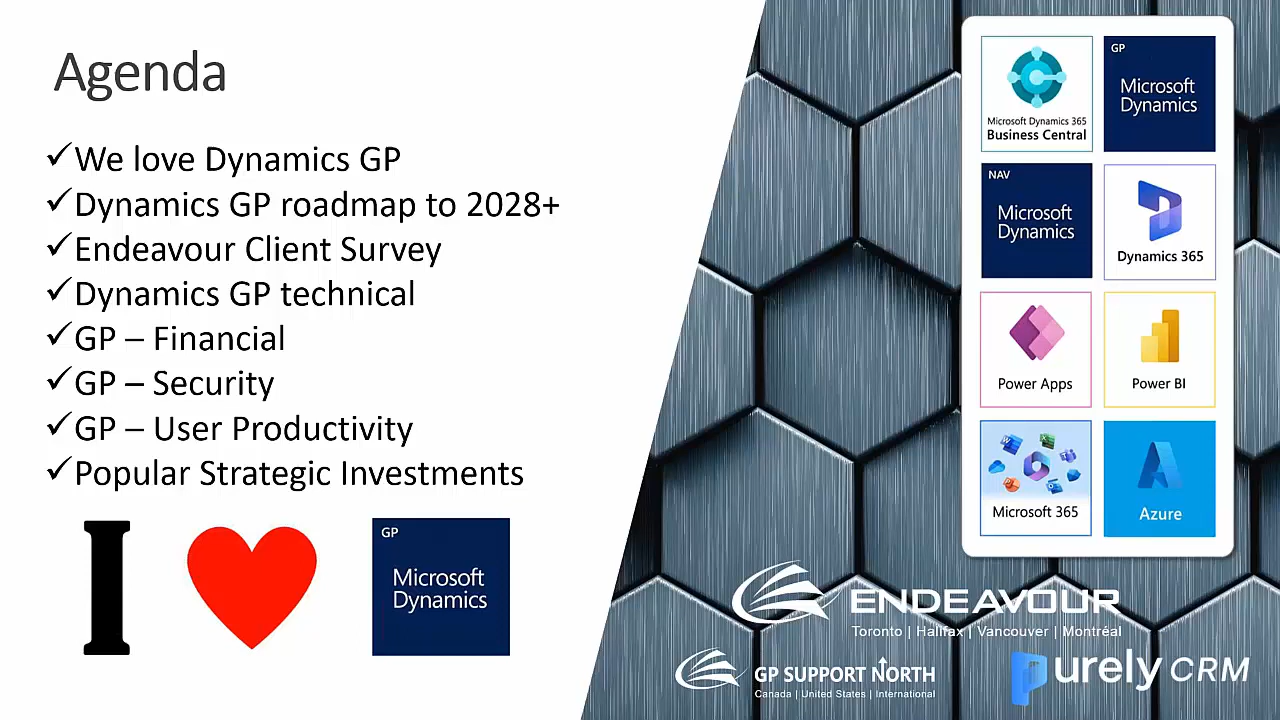 Agenda
✓We love Dynamics GP
✓Dynamics GP roadmap to 2028+
✓Endeavour Client Survey
✓Dynamics GP technical
✓GP – Financial
✓GP – Security
✓GP – User Productivity
✓Popular Strategic Investments
I
GP
Microsoft
Dynamics
Microsoft Dynamics 365
Business Central
GP
Microsoft
Dynamics
NAV
Microsoft
Dynamics
Dynamics 365
Power Apps
Power BI
Microsoft 365
Azure
ENDEAVOUR
Toronto | Halifax | Vancouver | Montréal
GP SUPPORT NORTH
Canada | United States | International
Purely CRM